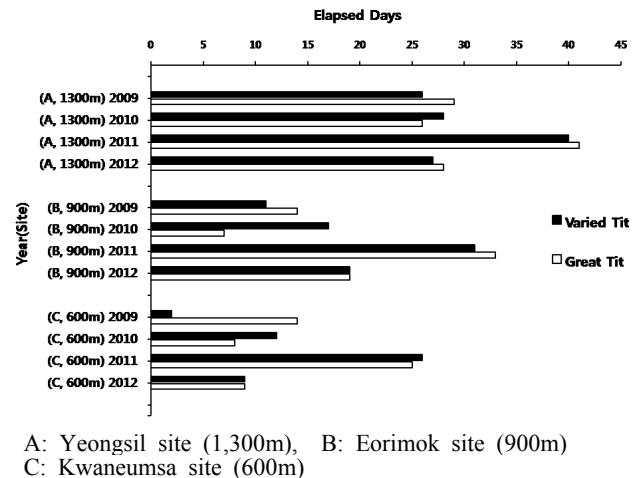 Elapsed Days
0 5 10 15 20 25 30 35 40 45
Year(Site)
(A, 1300m) 2009
(A, 1300m) 2010
(A, 1300m) 2011
(A, 1300m) 2012
(B, 900m) 2009
(B, 900m) 2010
(B, 900m) 2011
(B, 900m) 2012
(C, 600m) 2009
(C, 600m) 2010
(C, 600m) 2011
(C, 600m) 2012
Varied Tit
Great Tit
A: Yeongsil site (1,300m), B: Eorimok site (900m)
C: Kwaneumsa site (600m)